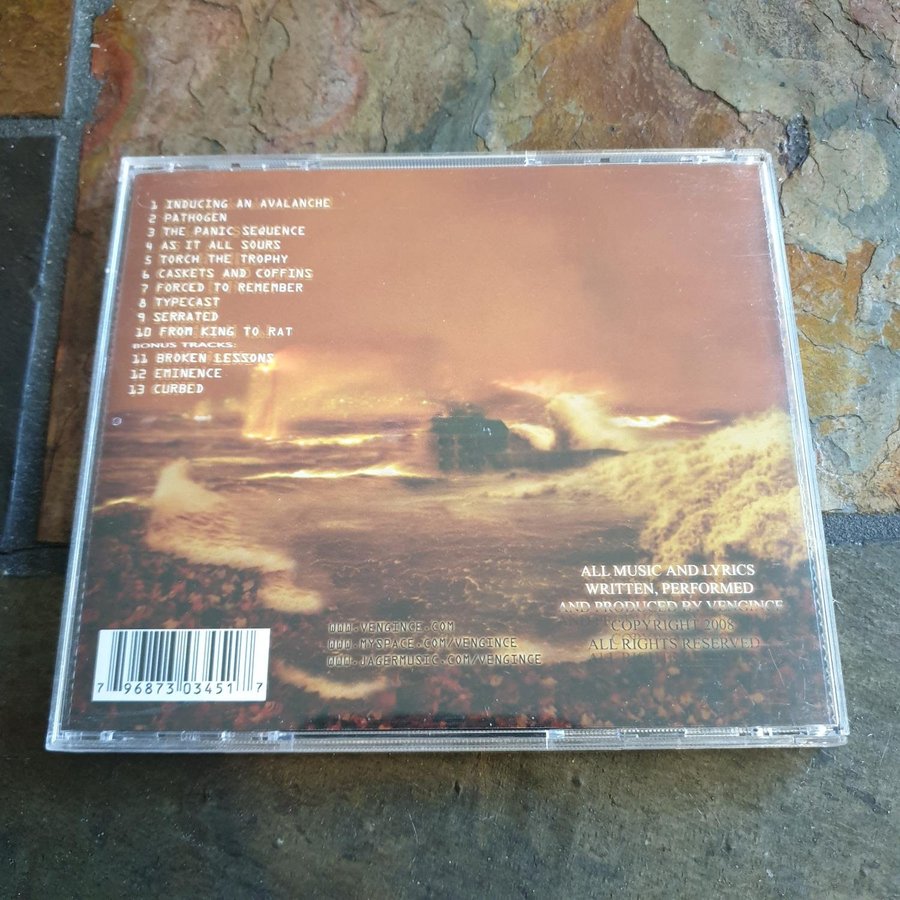 1 INDUCING AN AVALANCHE
2 PATHOGEN
3 THE PANIC SEQUENCE
4 AS IT ALL SOURS
5 TORCH THE TROPHY
6 CASKETS AND COFFINS
7 FORCED TO REMEMBER
8 TYPECAST
9 SERRATED
10 FROM KING TO RAT
BONUS TRACKS:
11 BROKEN LESSONS
12 EMINENCE
13 CURBED
ALL MUSIC AND LYRICS
WRITTEN, PERFORMED
AND PRODUCED BY VENGINCE
COPYRIGHT 2008
ALL RIGHTS RESERVED
WWW.VENGINCE.COM
WWW.MYSPACE.COM/VENGINCE
WWW.JAGERMUSIC.COM/VENGINCE
7 96873 03451 7